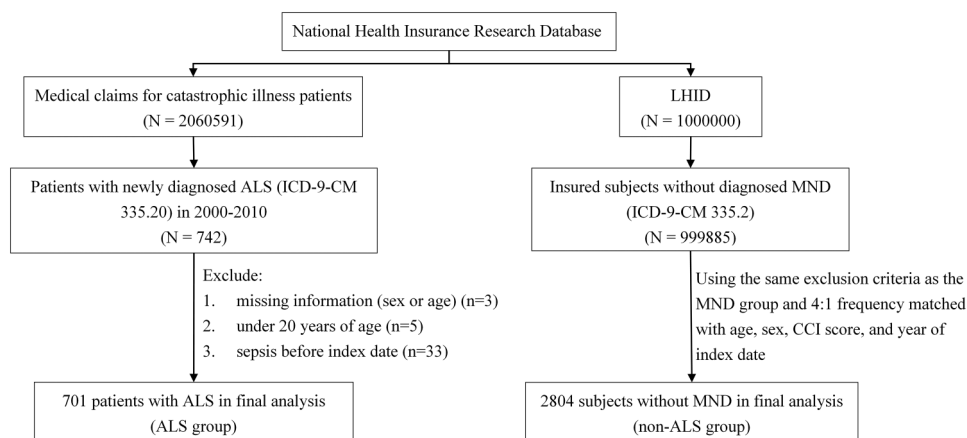 National Health Insurance Research Database
Medical claims for catastrophic illness patients
(N = 2060591)
LHID
(N = 1000000)
Patients with newly diagnosed ALS (ICD-9-CM
335.20) in 2000-2010
(N = 742)
Insured subjects without diagnosed MND
(ICD-9-CM 335.2)
N = 999885)
Exclude:
1. missing information (sex or age) (n=3)
2. under 20 years of age (n=5)
3. sepsis before index date (n=33)
Using the same exclusion criteria as the
MND group and 4:1 frequency matched
with age, sex, CCI score, and year of
index date
701 patients with ALS in final analysis
(ALS group)
2804 subjects without MND in final analysis
(non-ALS group)